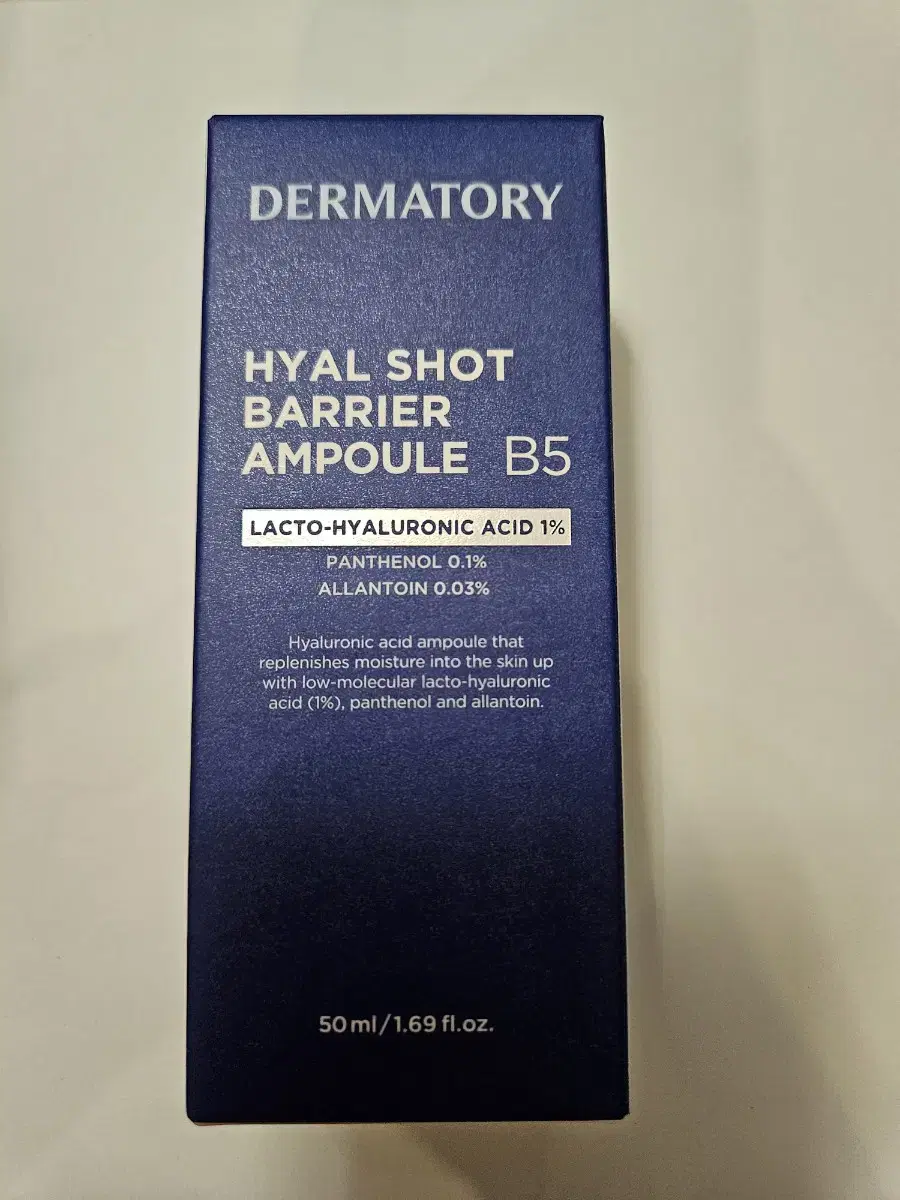 DERMATORY
HYAL SHOT
BARRIER
AMPOULE B5
LACTO-HYALURONIC ACID 1%
PANTHENOL 0.1%
ALLANTOIN 0.03%
Hyaluronic acid ampoule that
replenishes moisture into the skin up
with low-molecular lacto-hyaluronic
acid (1%), panthenol and allantoin.
50 ml/1.69 fl.oz.